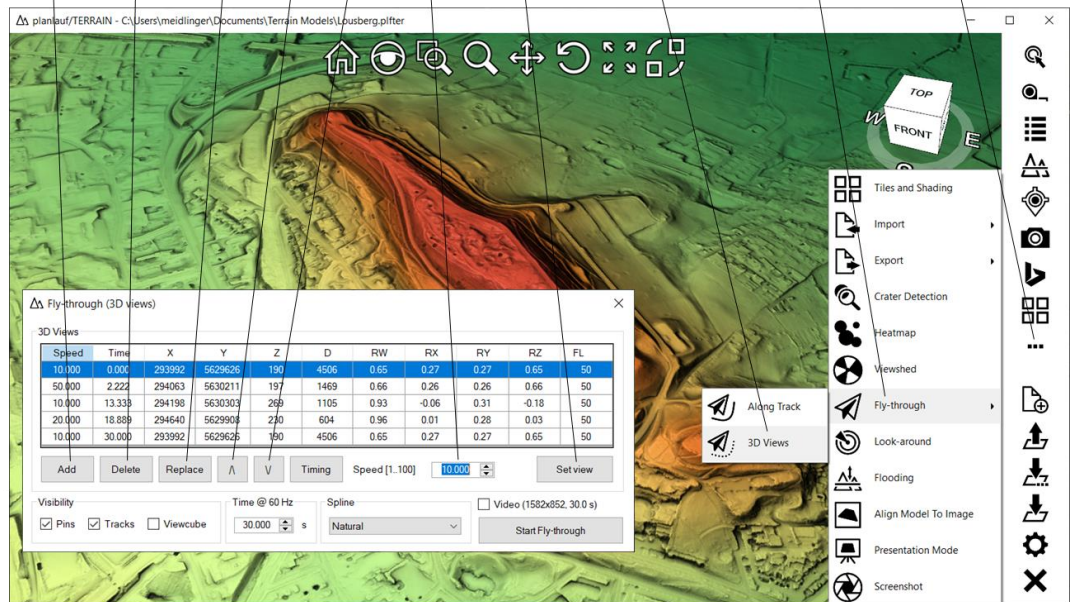 planlauf/TERRAIN - C:\Users\meidlinger\Documents\Terrain Models\Lousberg.plfter
TOP
FRONT
W
E
Tiles and Shading
Import
Export
Crater Detection
Heatmap
Viewshed
Fly-through
Along Track
3D Views
Look-around
Flooding
Align Model To Image
Presentation Mode
Screenshot
Fly-through (3D views)
3D Views
Speed Time X Y Z D RW RX RY RZ FL
10.000 0.000 293992 5629626 190 4506 0.65 0.27 0.27 0.65 50
50.000 2.222 294063 5630211 197 1469 0.66 0.26 0.26 0.66 50
10.000 13.333 294198 5630303 269 1105 0.93 -0.06 0.31 -0.18 50
20.000 18.889 294640 5629908 230 604 0.96 0.01 0.28 0.03 50
10.000 30.000 293992 5629626 190 4506 0.65 0.27 0.27 0.65 50
Add Delete Replace /\ \/ Timing Speed [1..100] 10.000 Set view
Visibility Time @ 60 Hz Spline Video (1582x852, 30.0 s)
Pins Tracks Viewcube 30.000 s Natural Start Fly-through